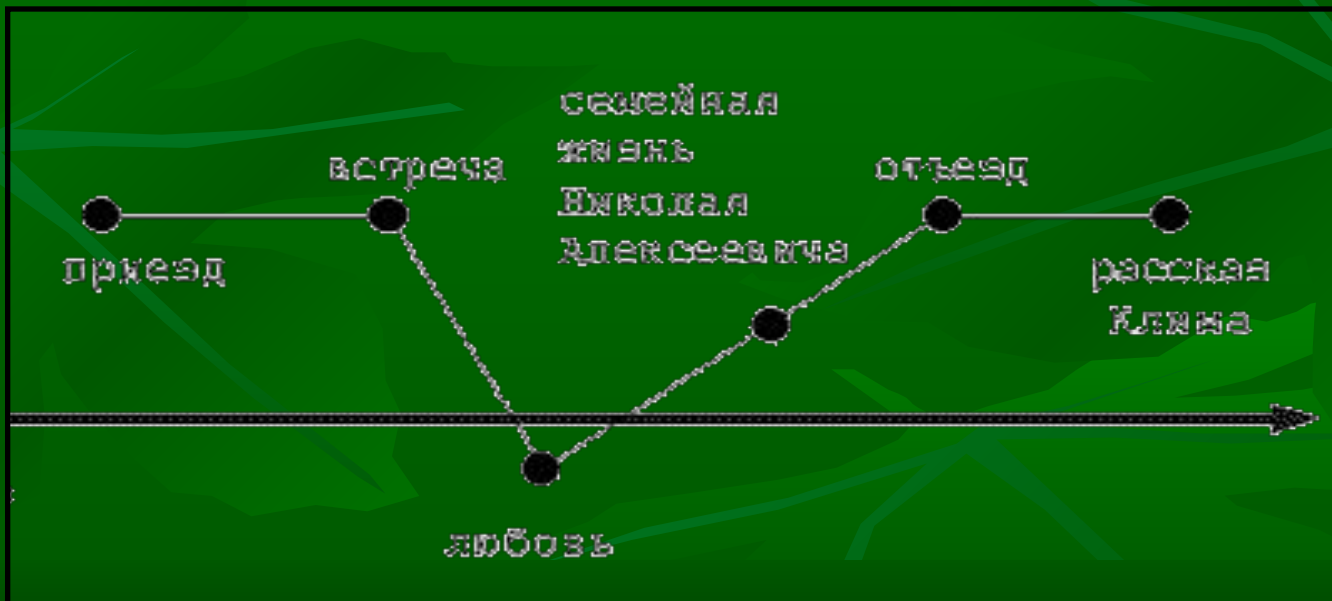 семейная
встреча
жизнь
отъезд
Николая
Алексеевича
приезд
рассказ
Клима
любовь